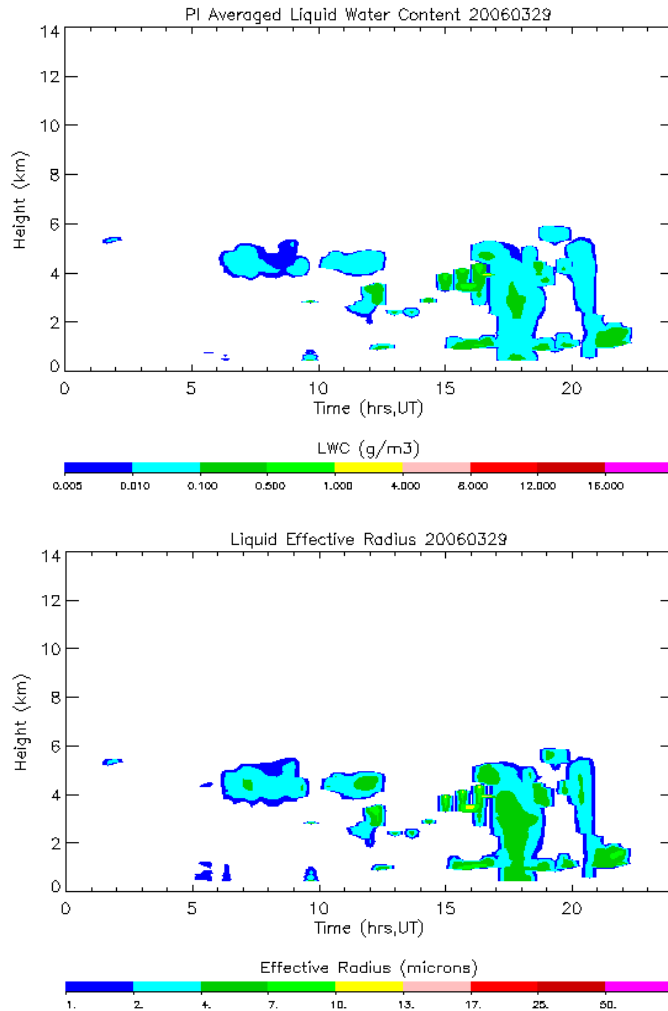 PI Averaged Liquid Water Content 20060329
14
12
10
8
6
4
2
0
Height (km)
0 5 10 15 20
Time (hrs,UT)
LWC (g/m3)
0.005 0.010 0.100 0.500 1.000 4.000 8.000 12.000 16.000
Liquid Effective Radius 20060329
14
12
10
8
6
4
2
0
Height (km)
0 5 10 15 20
Time (hrs,UT)
Effective Radius (microns)
1. 2. 4. 7. 10. 13. 17. 25. 50.